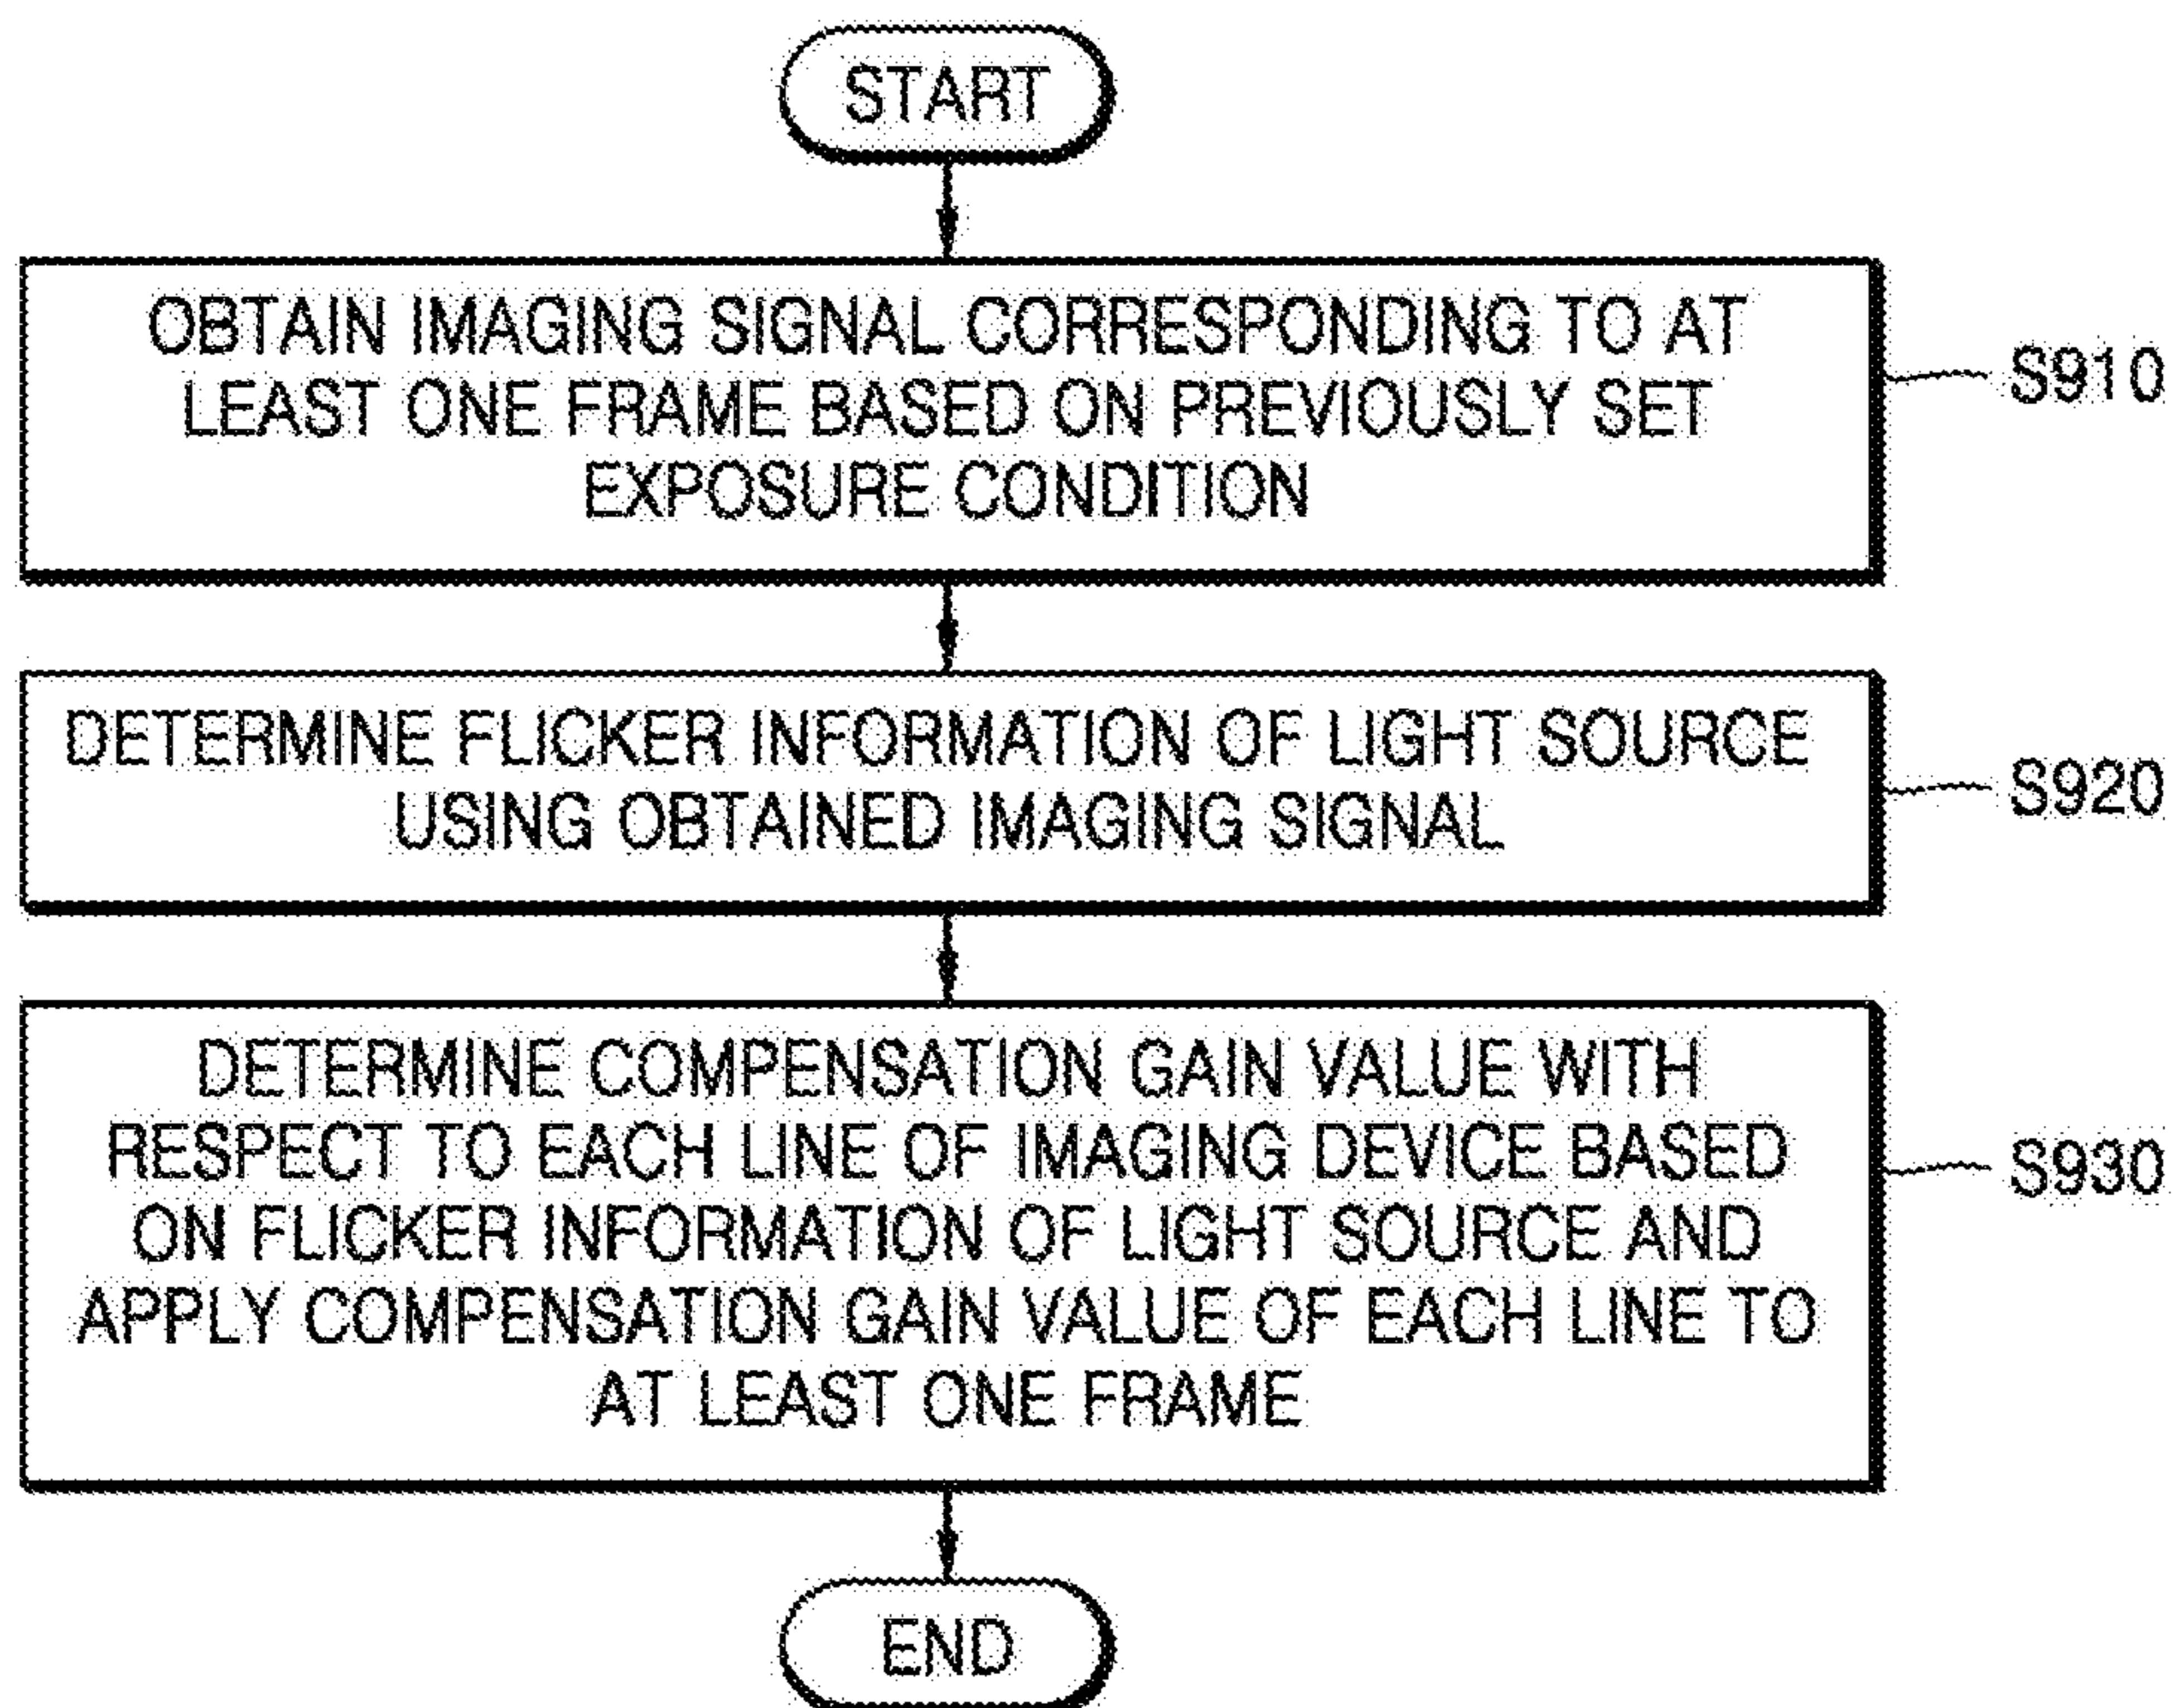 START
OBTAIN IMAGING SIGNAL CORRESPONDING TO AT
LEAST ONE FRAME BASED ON PREVIOUSLY SET
EXPOSURE CONDITION
S910
DETERMINE FLICKER INFORMATION OF LIGHT SOURCE
USING OBTAINED IMAGING SIGNAL
S920
DETERMINE COMPENSATION GAIN VALUE WITH
RESPECT TO EACH LINE OF IMAGING DEVICE BASED
ON FLICKER INFORMATION OF LIGHT SOURCE AND
APPLY COMPENSATION GAIN VALUE OF EACH LINE TO
AT LEAST ONE FRAME
S930
END